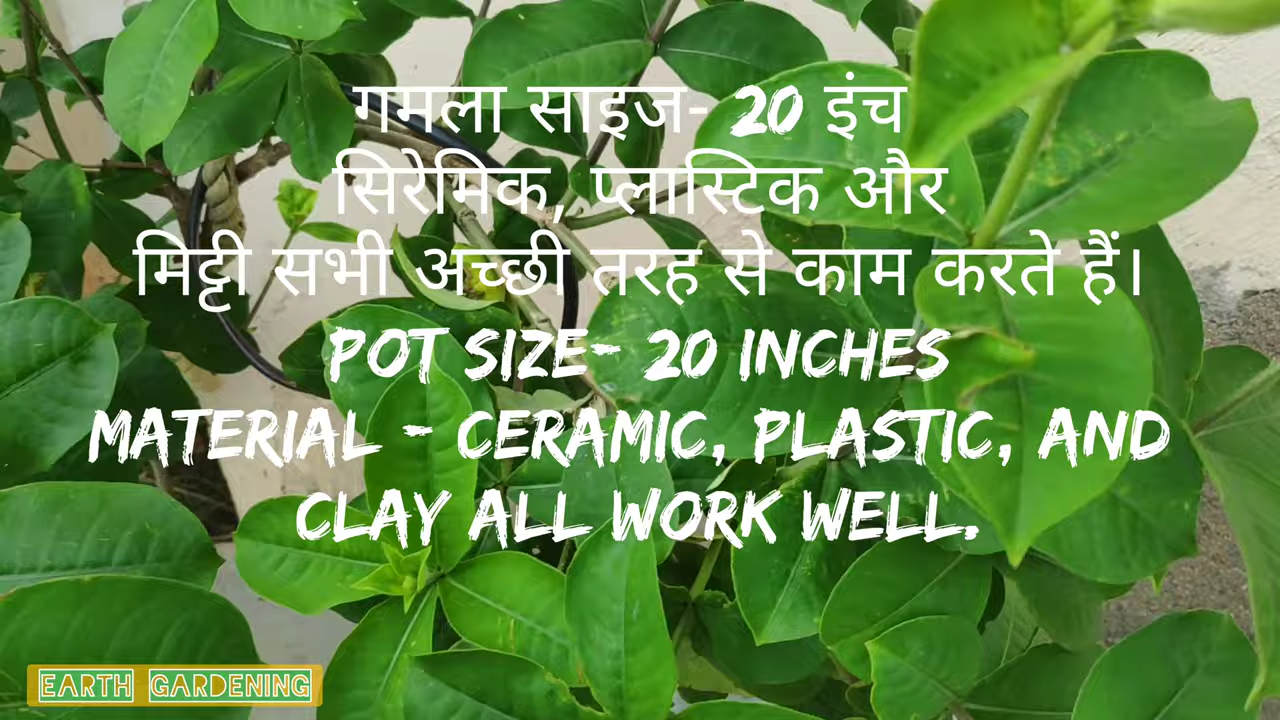 गमला साइज- 20 इंच
सिरेमिक, प्लास्टिक और
मिट्टी सभी अच्छी तरह से काम करते हैं।
POT SIZE- 20 INCHES
MATERIAL - CERAMIC, PLASTIC, AND
CLAY ALL WORK WELL.
EARTH GARDENING